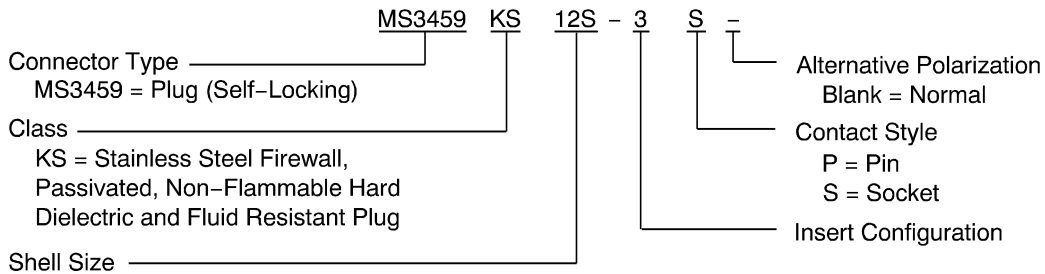 MS3459 KS 12S - 3 S -
Connector Type
MS3459 = Plug (Self-Locking)
Class
KS = Stainless Steel Firewall,
Passivated, Non-Flammable Hard
Dielectric and Fluid Resistant Plug
Shell Size
Alternative Polarization
Blank = Normal
Contact Style
P = Pin
S = Socket
Insert Configuration